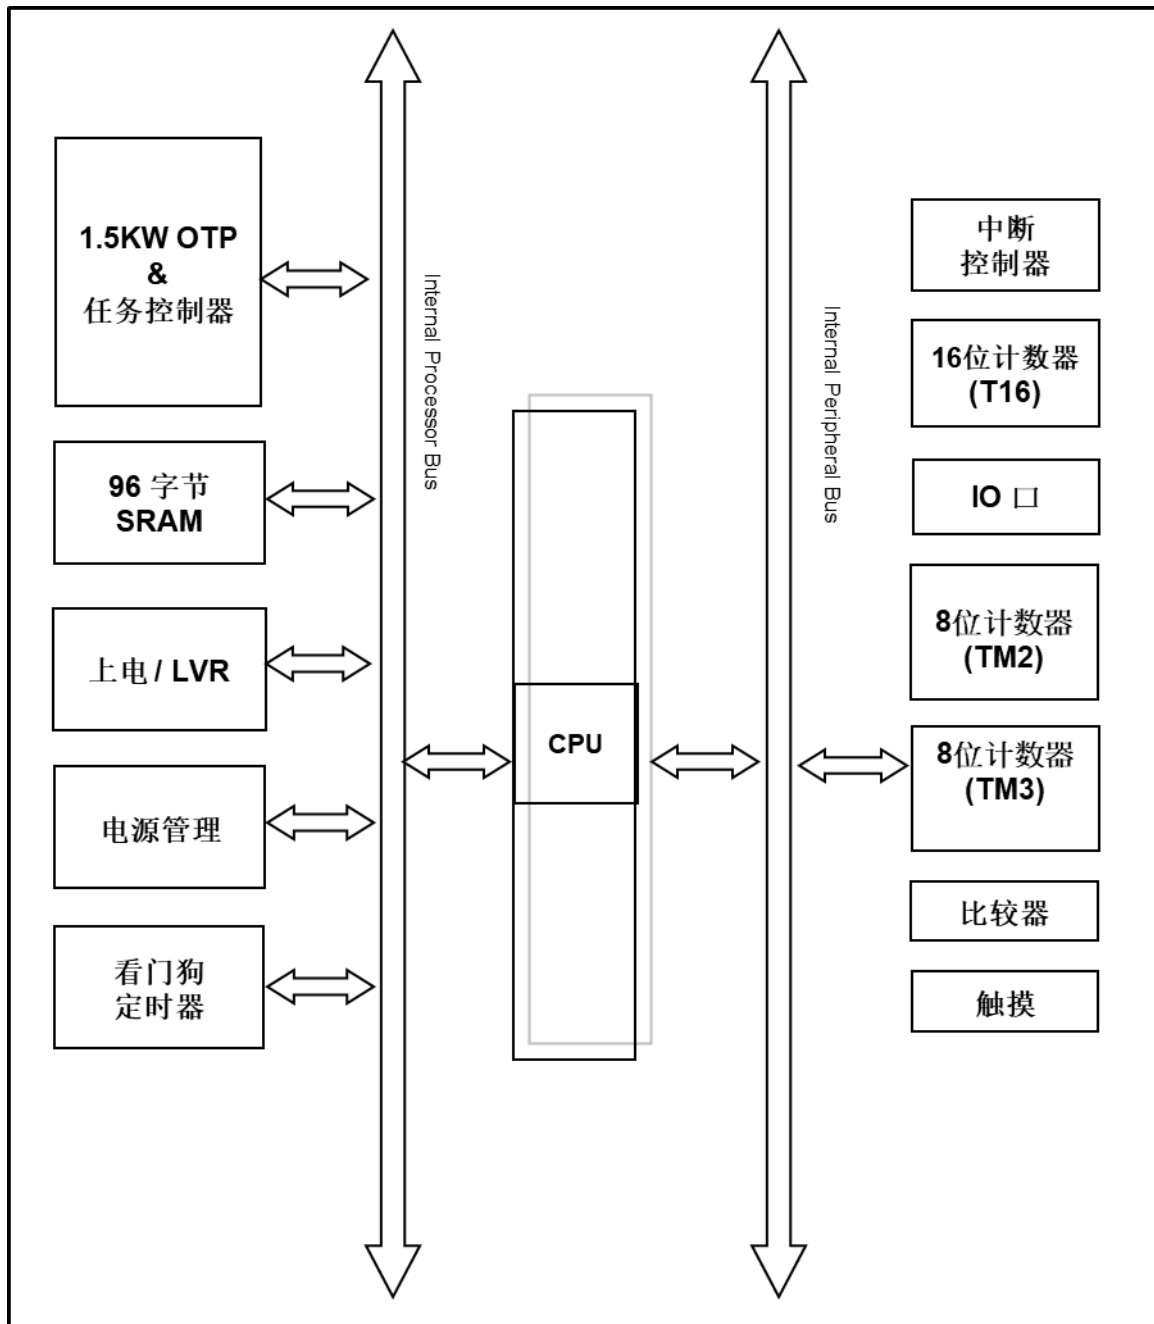 1.5KW OTP
&
任务控制器
96 字节
SRAM
上电 / LVR
电源管理
看门狗
定时器
Internal Processor Bus
CPU
Internal Peripheral Bus
中断
控制器
16位计数器
(T16)
IO 口
8位计数器
(TM2)
8位计数器
(TM3)
比较器
触摸